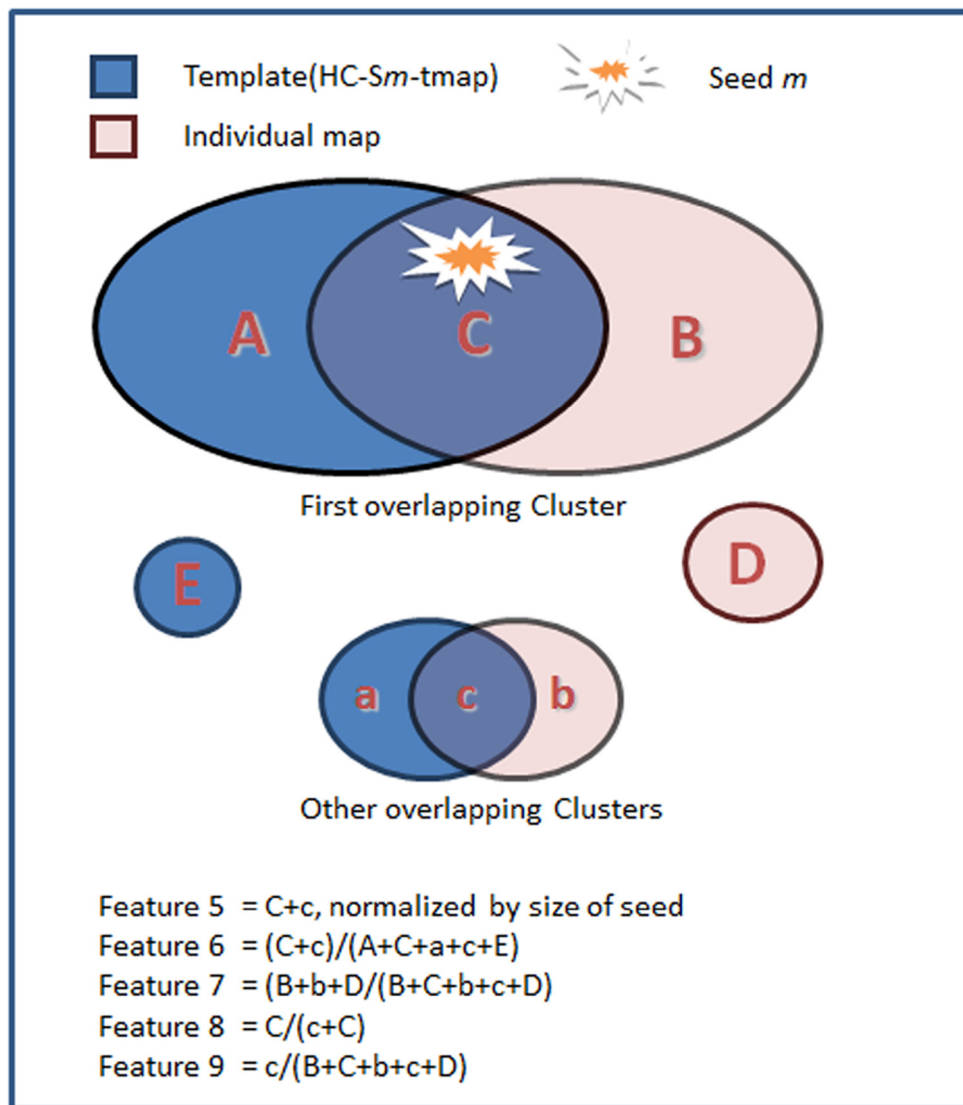 Template(HC-Sm-tmap)
Seed m
Individual map
A
C
B
First overlapping Cluster
E
D
a
c
b
Other overlapping Clusters
Feature 5 = C+c, normalized by size of seed
Feature 6 = (C+c)/(A+C+a+c+E)
Feature 7 = (B+b+D/(B+C+b+c+D)
Feature 8 = C/(c+C)
Feature 9 = c/(B+C+b+c+D)